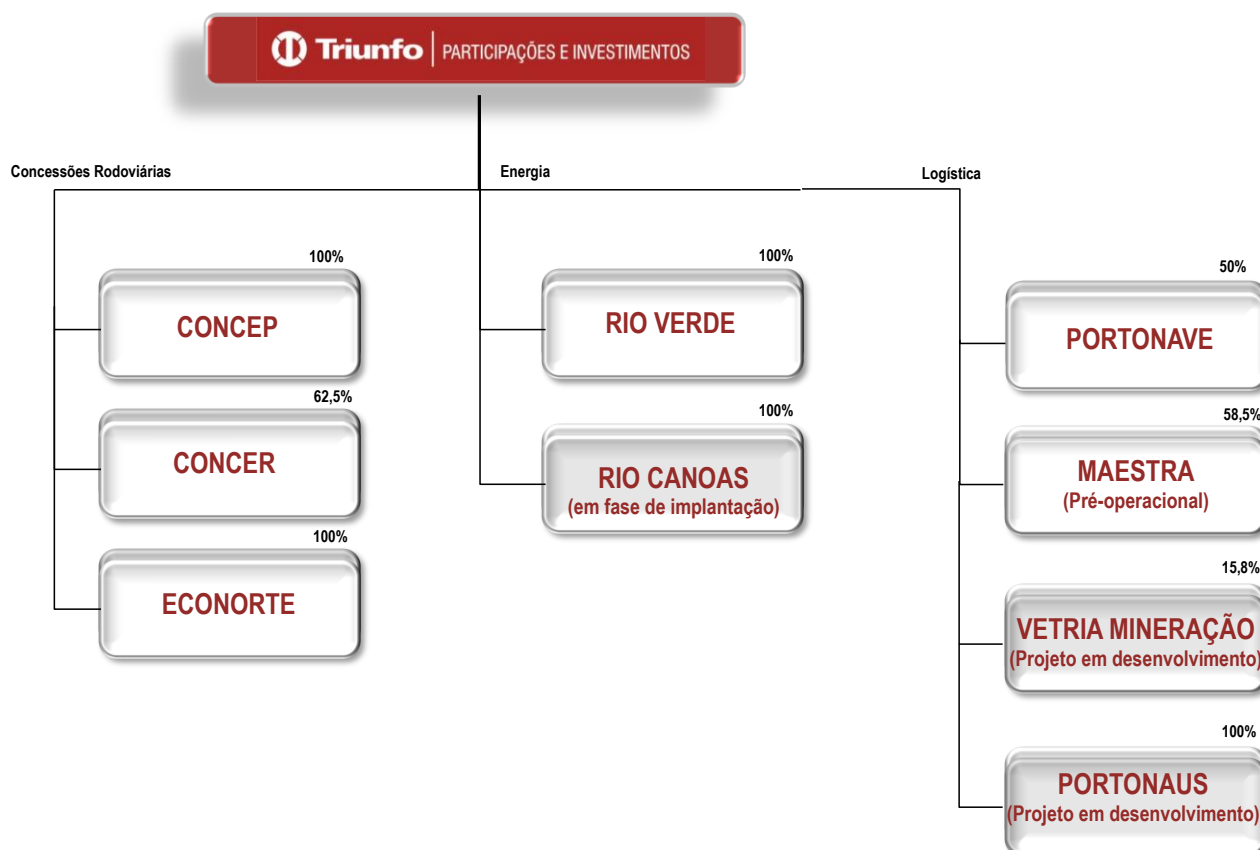 Triunfo PARTICIPAÇÕES E INVESTIMENTOS
Concessões Rodoviárias
100%
CONCEP
62,5%
CONCER
100%
ECONORTE
Energia
100%
RIO VERDE
100%
RIO CANOAS
(em fase de implantação)
Logística
50%
PORTONAVE
58,5%
MAESTRA
(Pré-operacional)
15,8%
VETRIA MINERAÇÃO
(Projeto em desenvolvimento)
100%
PORTONAUS
(Projeto em desenvolvimento)